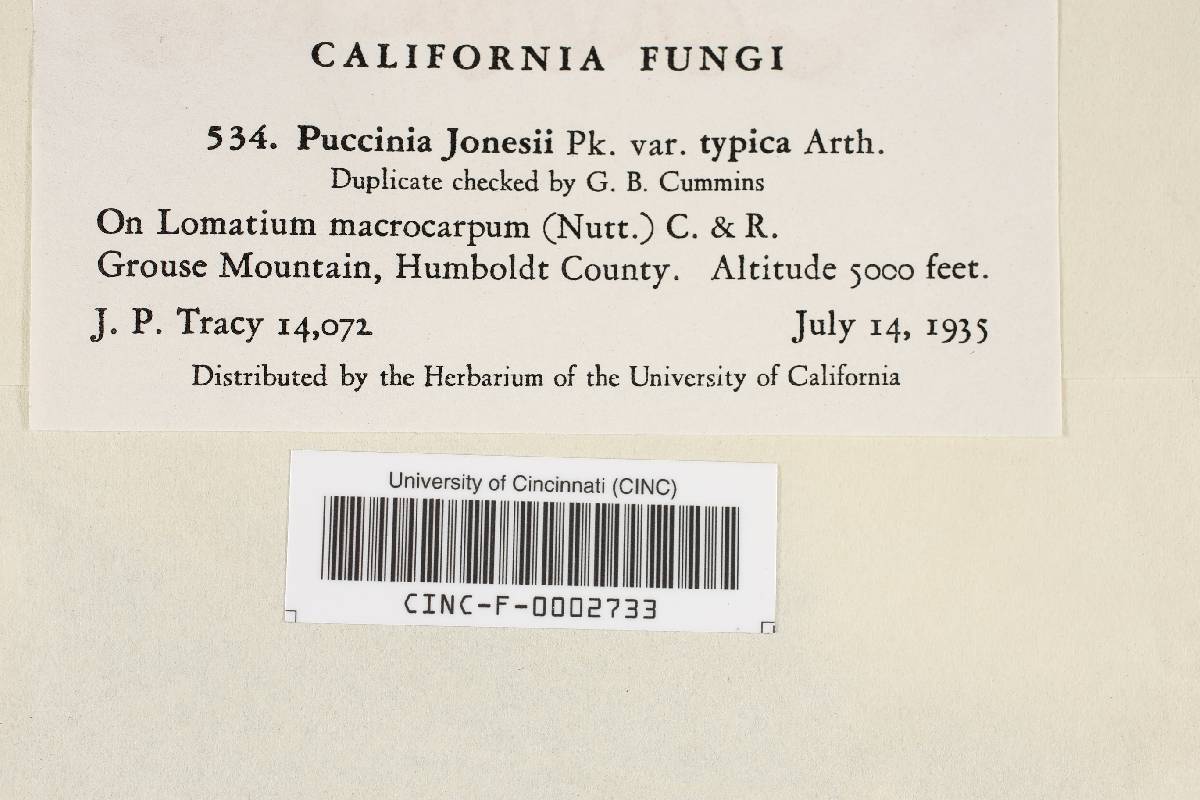 CALIFORNIA FUNGI
534. Puccinia Jonesii Pk. var. typica Arth.
Duplicate checked by G. B. Cummins
On Lomatium macrocarpum (Nutt.) C. & R.
Grouse Mountain, Humboldt County. Altitude 5000 feet.
J. P. Tracy 14,072 July 14, 1935
Distributed by the Herbarium of the University of California
University of Cincinnati (CINC)
CINC-F-0002733